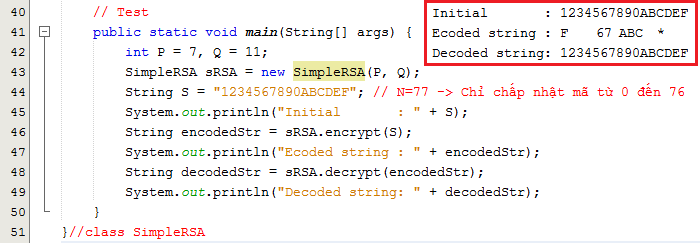 40 // Test
41 public static void main(String[] args) {
42 int P = 7, Q = 11;
43 SimpleRSA sRSA = new SimpleRSA(P, Q);
44 String S = "1234567890ABCDEF"; // N=77 -> Chỉ chấp nhật mã từ 0 đến 76
45 System.out.println("Initial       : " + S);
46 String encodedStr = sRSA.encrypt(S);
47 System.out.println("Ecoded string : " + encodedStr);
48 String decodedStr = sRSA.decrypt(encodedStr);
49 System.out.println("Decoded string: " + decodedStr);
50 }
51 }//class SimpleRSA
Initial       : 1234567890ABCDEF
Ecoded string : F   67 ABC  *
Decoded string: 1234567890ABCDEF